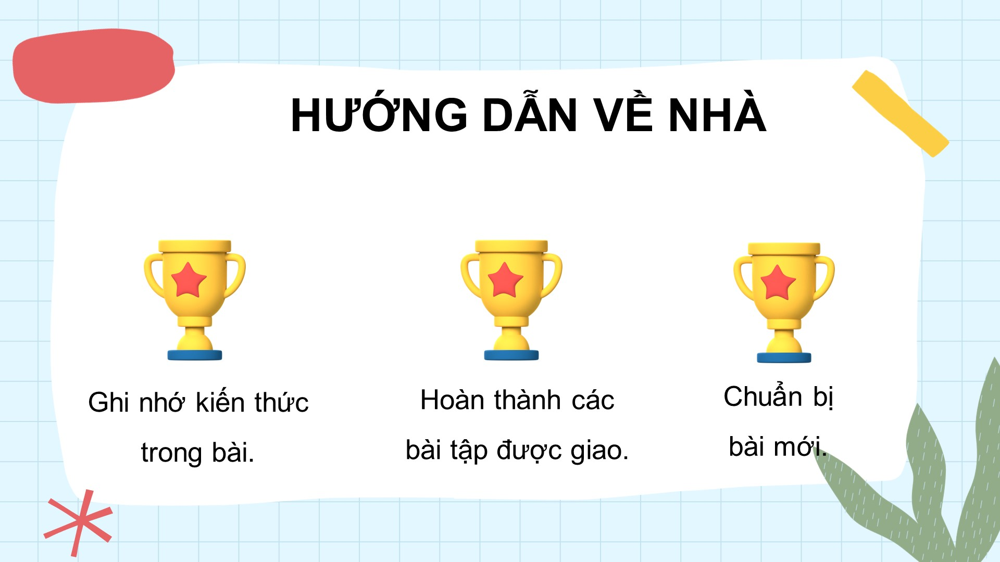 HƯỚNG DẪN VỀ NHÀ
Ghi nhớ kiến thức
trong bài.
Hoàn thành các
bài tập được giao.
Chuẩn bị
bài mới.